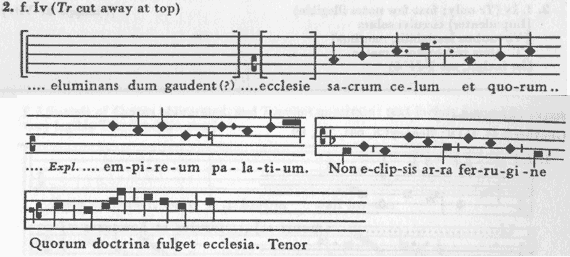 2. f. Iv (Tr cut away at top)
.... eluminans dum gaudent(?) ....ecclesie sa-crum ce-lum et quo-rum..
.... Expl. .... em-pi-re-um pa-la-ti-um. Non e-clip-sis ar-ra fer-ru-gi-ne
Quorum doctrina fulget ecclesia. Tenor